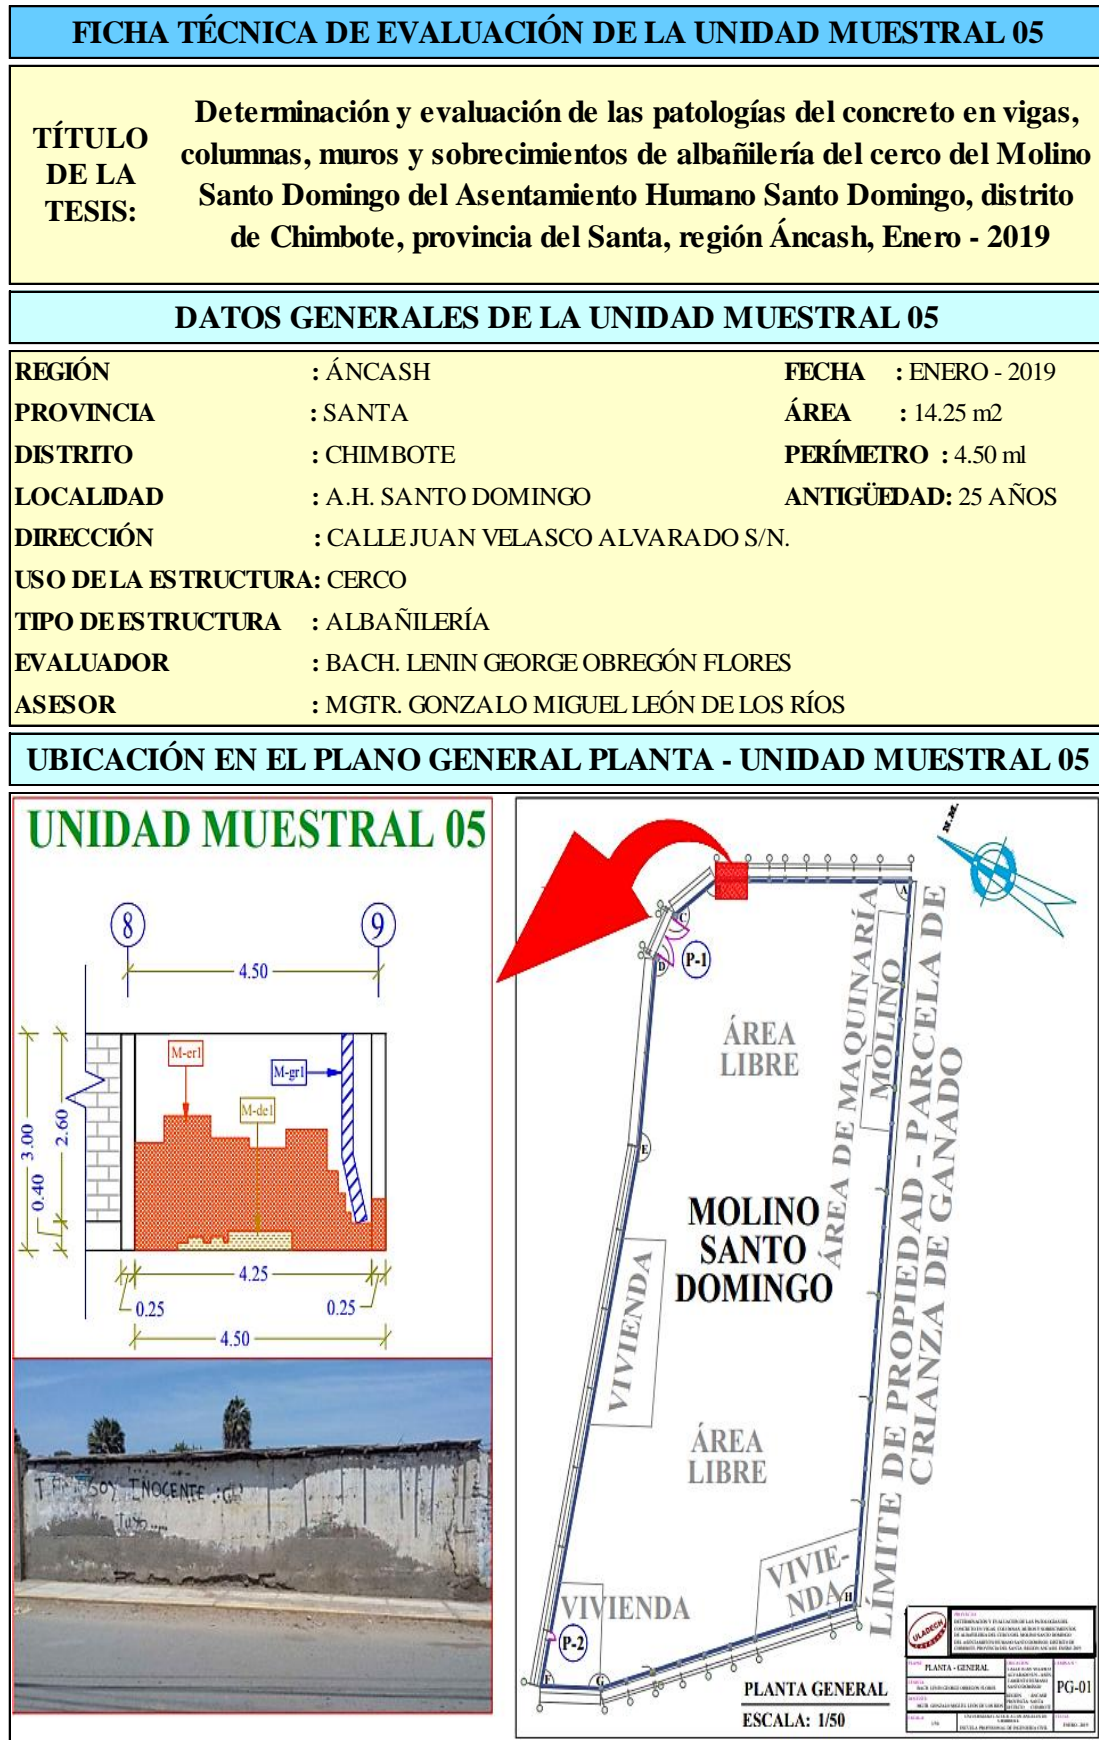 FICHA TÉCNICA DE EVALUACIÓN DE LA UNIDAD MUESTRAL 05
TÍTULO DE LA TESIS:
Determinación y evaluación de las patologías del concreto en vigas,
columnas, muros y sobrecimientos de albañilería del cerco del Molino
Santo Domingo del Asentamiento Humano Santo Domingo, distrito
de Chimbote, provincia del Santa, región Áncash, Enero - 2019
DATOS GENERALES DE LA UNIDAD MUESTRAL 05
REGIÓN : ÁNCASH FECHA : ENERO - 2019
PROVINCIA : SANTA ÁREA : 14.25 m2
DISTRITO : CHIMBOTE PERÍMETRO : 4.50 ml
LOCALIDAD : A.H. SANTO DOMINGO ANTIGÜEDAD: 25 AÑOS
DIRECCIÓN : CALLE JUAN VELASCO ALVARADO S/N.
USO DE LA ESTRUCTURA: CERCO
TIPO DE ESTRUCTURA : ALBAÑILERÍA
EVALUADOR : BACH. LENIN GEORGE OBREGÓN FLORES
ASESOR : MGTR. GONZALO MIGUEL LEÓN DE LOS RÍOS
UBICACIÓN EN EL PLANO GENERAL PLANTA - UNIDAD MUESTRAL 05
UNIDAD MUESTRAL 05
8
9
4.50
M-er1
M-gr1
M-de1
3.00
0.40
2.60
4.25
0.25
0.25
4.50
SOY INOCENTE
N.M.
A
C
D
P-1
E
ÁREA
LIBRE
ÁREA DE MAQUINARÍA
MOLINO
LÍMITE DE PROPIEDAD - PARCELA DE
CRIANZA DE GANADO
MOLINO
SANTO
DOMINGO
VIVIENDA
ÁREA
LIBRE
VIVIE-
NDA
H
VIVIENDA
P-2
F
G
PLANTA GENERAL
ESCALA: 1/50
ULADECH
PLANTA - GENERAL
PG-01